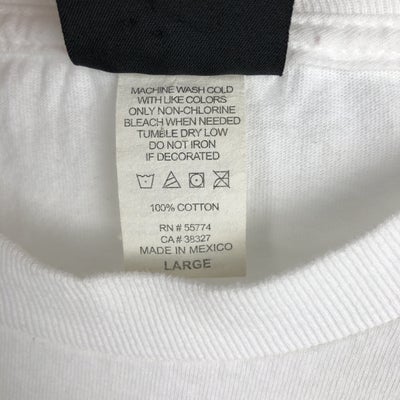 MACHINE WASH COLD
WITH LIKE COLORS
ONLY NON-CHLORINE
BLEACH WHEN NEEDED
TUMBLE DRY LOW
DO NOT IRON
IF DECORATED
100% COTTON
RN # 55774
CA # 38327
MADE IN MEXICO
LARGE